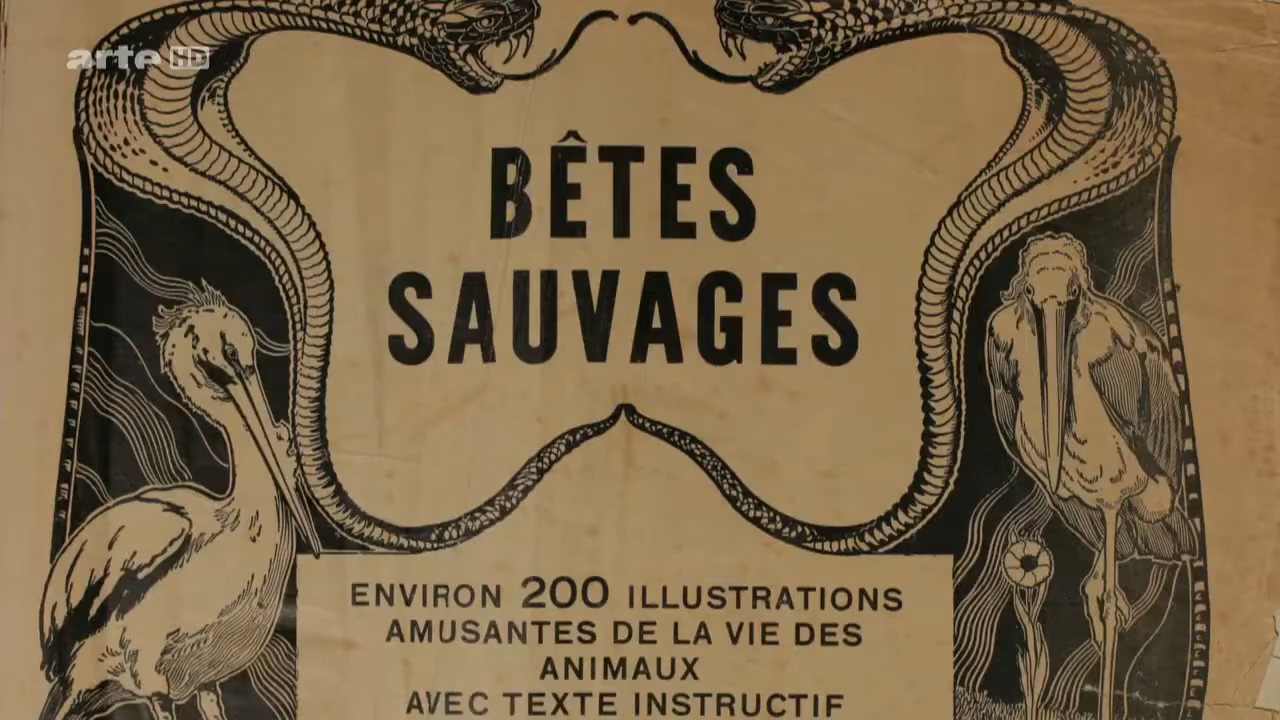 arte HD
BÊTES
SAUVAGES
ENVIRON 200 ILLUSTRATIONS
AMUSANTES DE LA VIE DES
ANIMAUX
AVEC TEXTE INSTRUCTIF